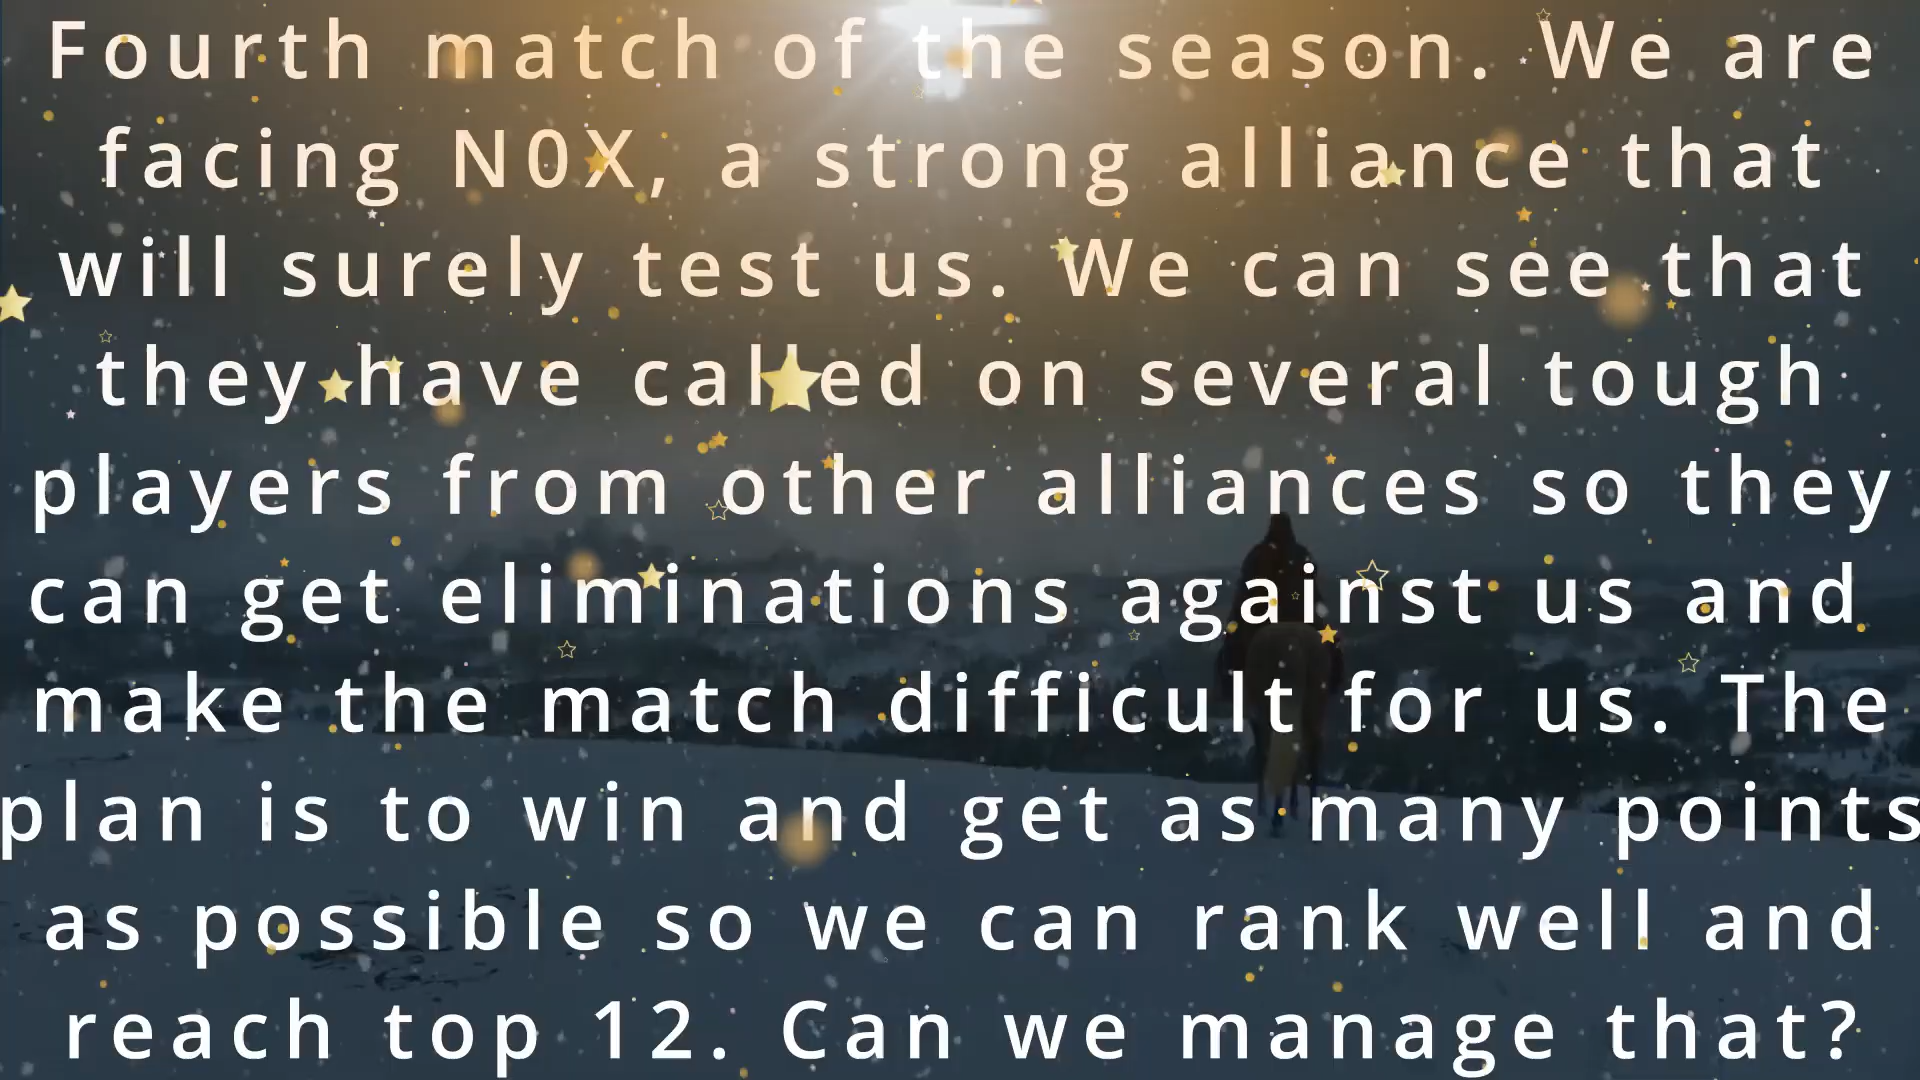 Fourth match of the season. We are
facing N0X, a strong alliance that
will surely test us. We can see that
they have called on several tough
players from other alliances so they
can get eliminations against us and
make the match difficult for us. The
plan is to win and get as many points
as possible so we can rank well and
reach top 12. Can we manage that?